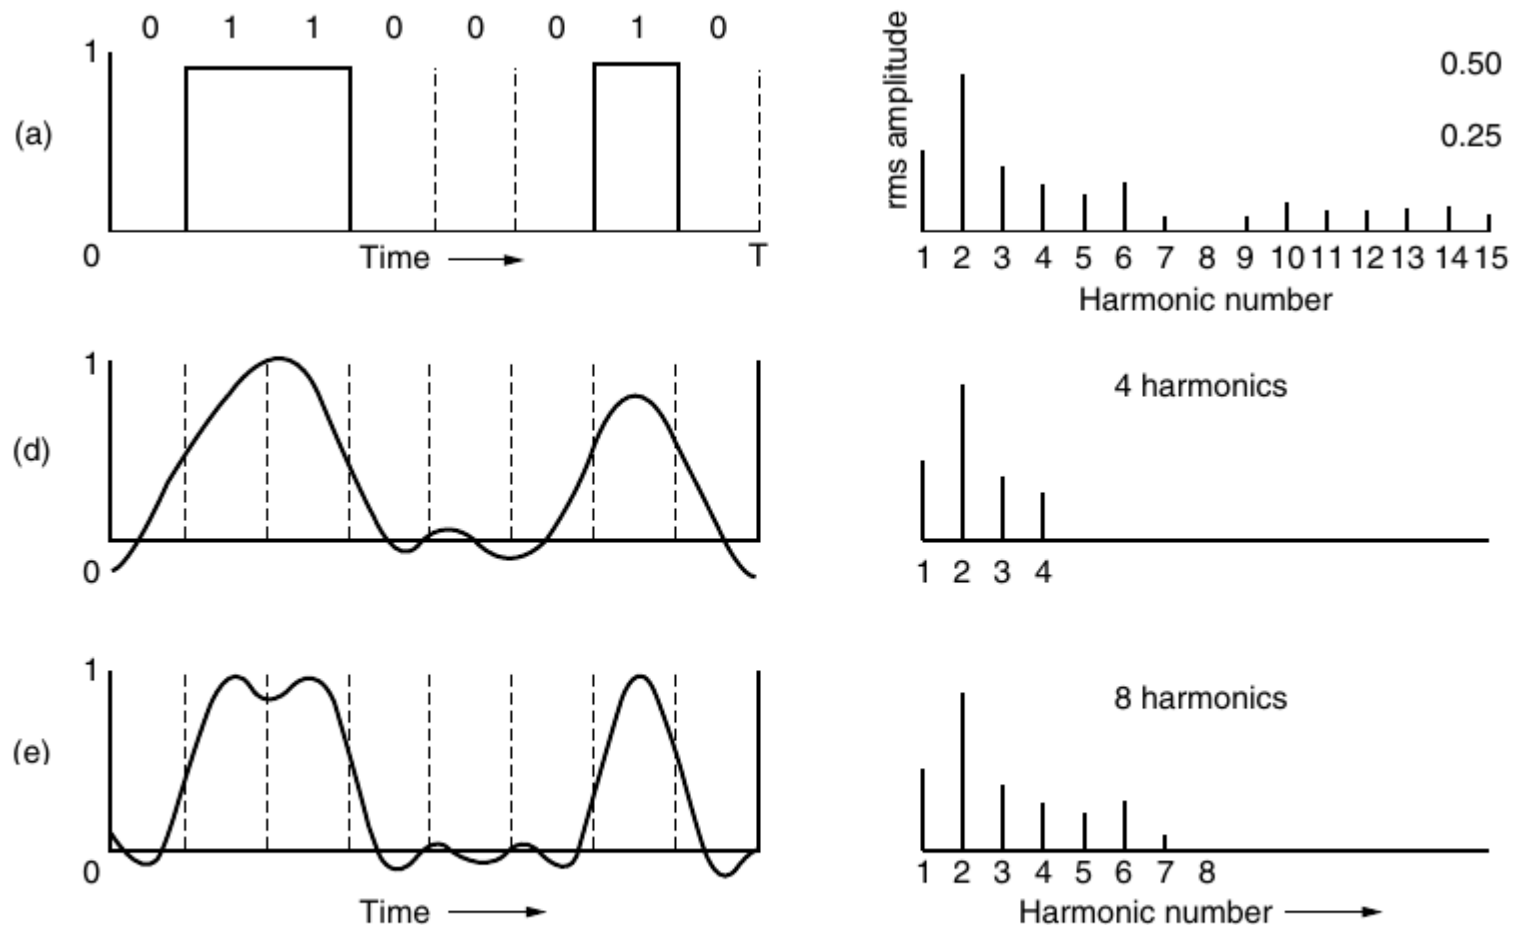 0 1 1 0 0 0 1 0
1
(a)
0
Time
T
rms amplitude
0.50
0.25
1 2 3 4 5 6 7 8 9 10 11 12 13 14 15
Harmonic number
1
(d)
0
4 harmonics
1 2 3 4
1
(e)
0
Time
8 harmonics
1 2 3 4 5 6 7 8
Harmonic number